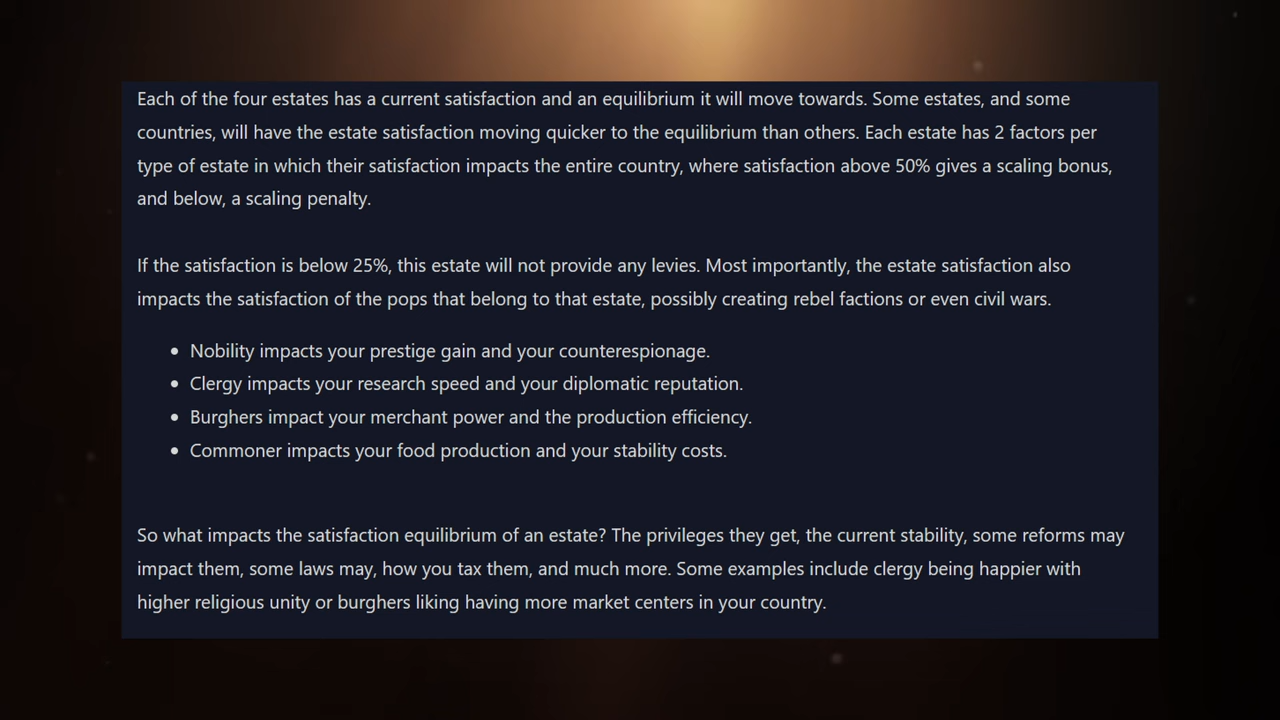 Each of the four estates has a current satisfaction and an equilibrium it will move towards. Some estates, and some
countries, will have the estate satisfaction moving quicker to the equilibrium than others. Each estate has 2 factors per
type of estate in which their satisfaction impacts the entire country, where satisfaction above 50% gives a scaling bonus,
and below, a scaling penalty.
If the satisfaction is below 25%, this estate will not provide any levies. Most importantly, the estate satisfaction also
impacts the satisfaction of the pops that belong to that estate, possibly creating rebel factions or even civil wars.
• Nobility impacts your prestige gain and your counterespionage.
• Clergy impacts your research speed and your diplomatic reputation.
• Burghers impact your merchant power and the production efficiency.
• Commoner impacts your food production and your stability costs.
So what impacts the satisfaction equilibrium of an estate? The privileges they get, the current stability, some reforms may
impact them, some laws may, how you tax them, and much more. Some examples include clergy being happier with
higher religious unity or burghers liking having more market centers in your country.